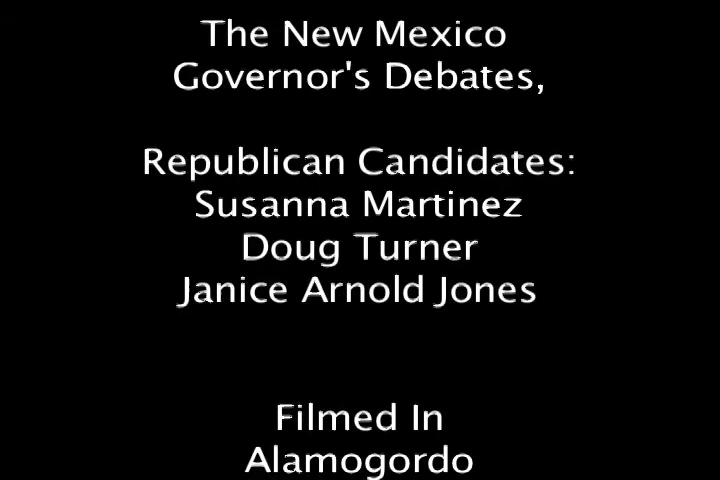 The New Mexico
Governor's Debates,
Republican Candidates:
Susanna Martinez
Doug Turner
Janice Arnold Jones
Filmed In
Alamogordo